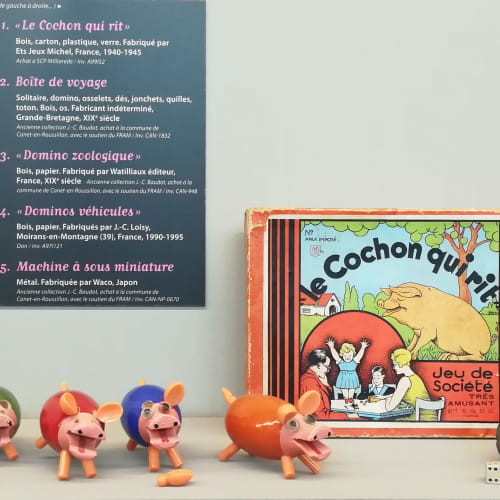 de gauche à droite... / ►
1. « Le Cochon qui rit »
Bois, carton, plastique, verre. Fabriqué par
Ets Jeux Michel, France, 1940-1945
Achat à SCP Milliarede / Inv. A99I52
2. Boîte de voyage
Solitaire, domino, osselets, dés, jonchets, quilles,
toton. Bois, os. Fabricant indéterminé,
Grande-Bretagne, XIXe siècle
Ancienne collection J.-C. Baudot, achat à la commune de
Canet-en-Roussillon, avec le soutien du FRAM / Inv. CAN-1832
3. « Domino zoologique »
Bois, papier. Fabriqué par Watilliaux éditeur,
France, XIXe siècle Ancienne collection J.-C. Baudot, achat à la
commune de Canet-en-Roussillon, avec le soutien du FRAM / Inv. CAN-948
4. « Dominos véhicules »
Bois, papier. Fabriqués par J.-C. Loisy,
Moirans-en-Montagne (39), France, 1990-1995
Don / Inv. A97I121
5. Machine à sous miniature
Métal. Fabriquée par Waco, Japon
Ancienne collection J.-C. Baudot, achat à la commune de
Canet-en-Roussillon, avec le soutien du FRAM / Inv. CAN-NP-0670
No
PRIX IMPOSÉ
le Cochon qui rit
Jeu de
Société
TRÈS
AMUSANT
Bté S.G.D.G.